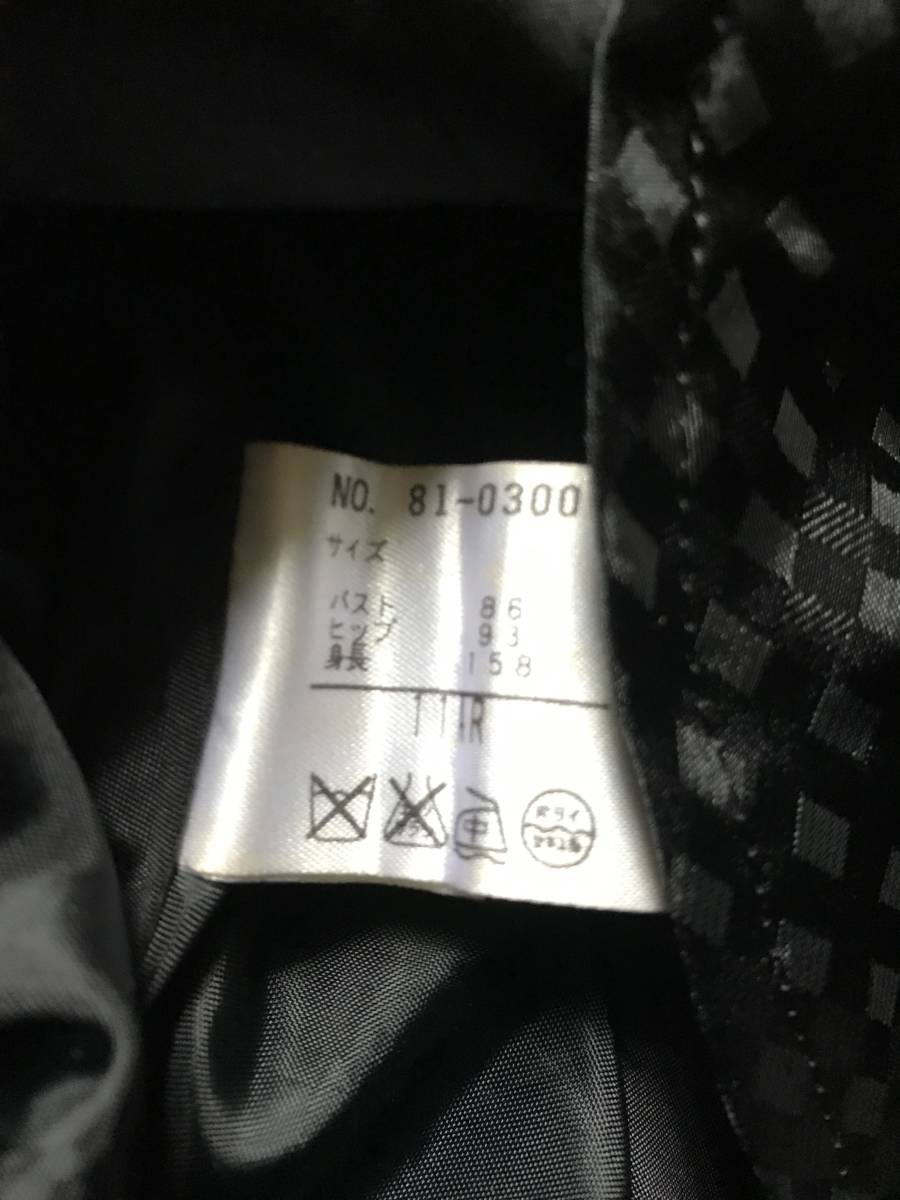 NO. 81-0300
サイズ
バスト 86
ヒップ 93
身長 158
11AR
中
ドライ